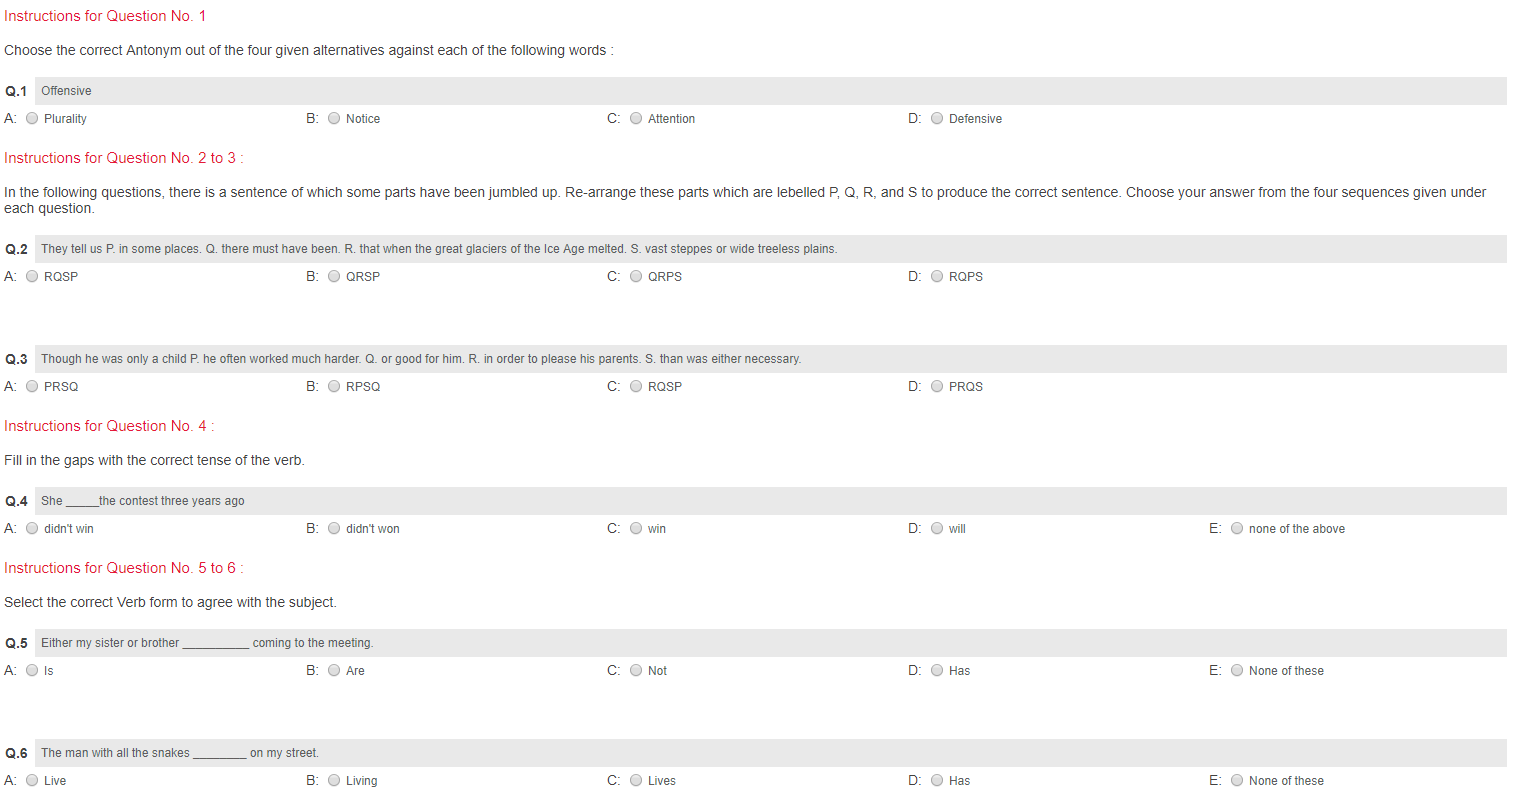 Instructions for Question No. 1
Choose the correct Antonym out of the four given alternatives against each of the following words :
Q.1 Offensive
A: Plurality B: Notice C: Attention D: Defensive
Instructions for Question No. 2 to 3 :
In the following questions, there is a sentence of which some parts have been jumbled up. Re-arrange these parts which are lebelled P, Q, R, and S to produce the correct sentence. Choose your answer from the four sequences given under
each question.
Q.2 They tell us P. in some places. Q. there must have been. R. that when the great glaciers of the Ice Age melted. S. vast steppes or wide treeless plains.
A: RQSP B: QRSP C: QRPS D: RQPS
Q.3 Though he was only a child P. he often worked much harder. Q. or good for him. R. in order to please his parents. S. than was either necessary.
A: PRSQ B: RPSQ C: RQSP D: PRQS
Instructions for Question No. 4 :
Fill in the gaps with the correct tense of the verb.
Q.4 She _____the contest three years ago
A: didn't win B: didn't won C: win D: will E: none of the above
Instructions for Question No. 5 to 6 :
Select the correct Verb form to agree with the subject.
Q.5 Either my sister or brother __________ coming to the meeting.
A: Is B: Are C: Not D: Has E: None of these
Q.6 The man with all the snakes ________ on my street.
A: Live B: Living C: Lives D: Has E: None of these